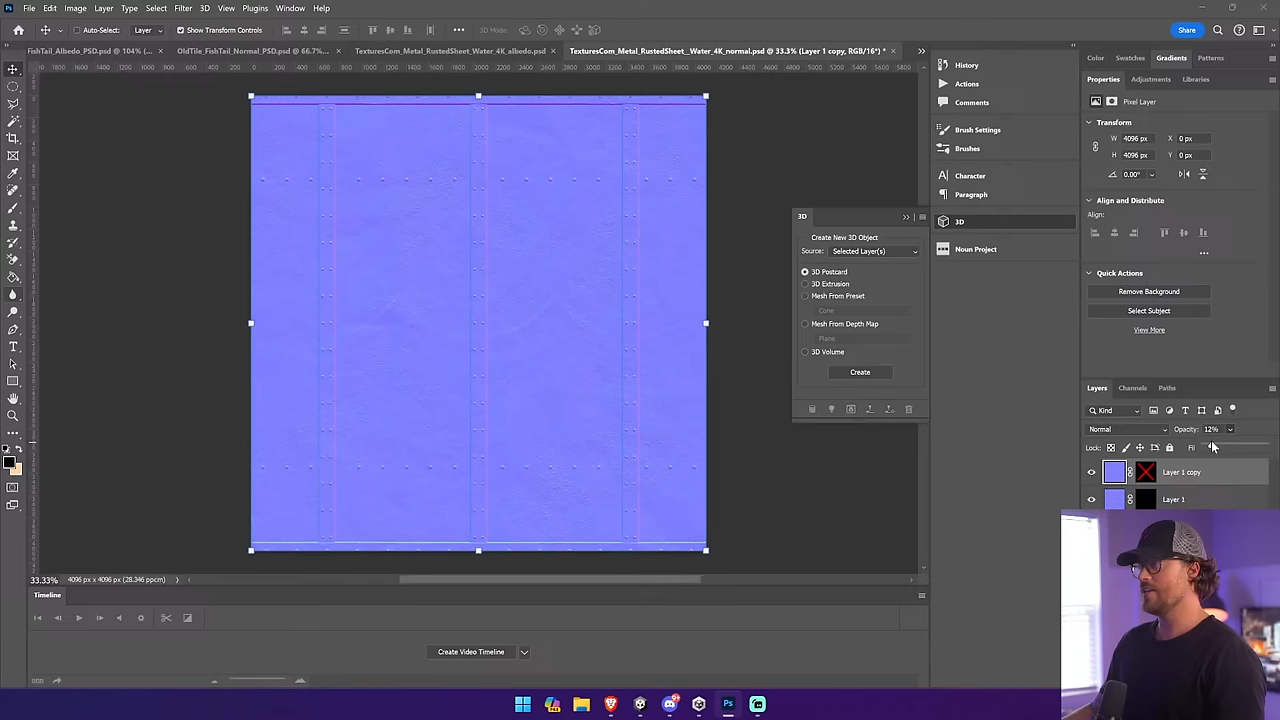 File Edit Image Layer Type Select Filter 3D View Plugins Window Help
Auto-Select: Layer Show Transform Controls 3D Mode: Share
FishTail_Albedo_PSD.psd @ 104% (... × OldTile_FishTail_Normal_PSD.psd @ 66.7%... × TexturesCom_Metal_RustedSheet_Water_4K_albedo.psd × TexturesCom_Metal_RustedSheet__Water_4K_normal.psd @ 33.3% (Layer 1 copy, RGB/16*) * ×
History
Actions
Comments
Brush Settings
Brushes
Character
Paragraph
3D
Noun Project
3D
Create New 3D Object
Source: Selected Layer(s)
3D Postcard
3D Extrusion
Mesh From Preset
Cone
Mesh From Depth Map
Plane
3D Volume
Create
Color Swatches Gradients Patterns
Properties Adjustments Libraries
Pixel Layer
Transform
W 4096 px X 0 px
H 4096 px Y 0 px
0.00°
Align and Distribute
Align:
Quick Actions
Remove Background
Select Subject
View More
Layers Channels Paths
Kind
Normal Opacity: 12%
Lock: Fil
Layer 1 copy
Layer 1
33.33% 4096 px x 4096 px (28.346 ppcm)
Timeline
Create Video Timeline